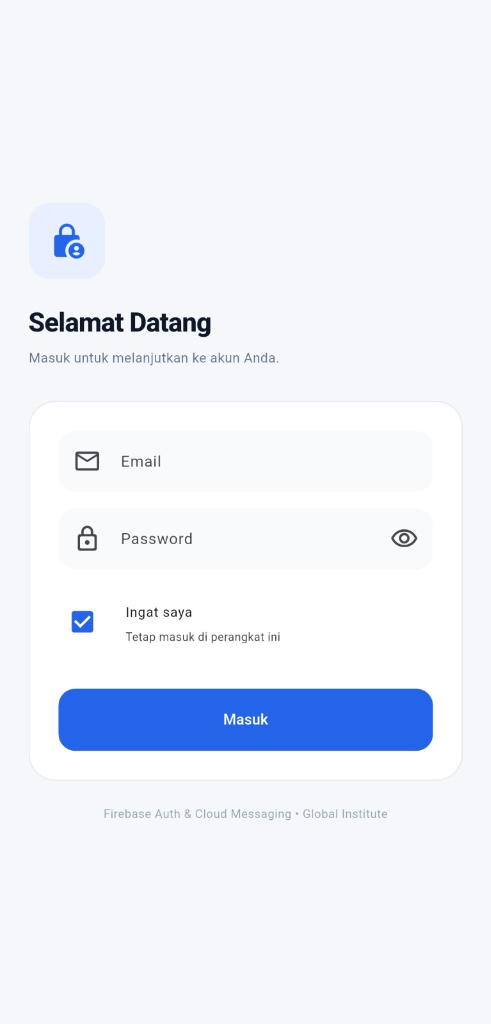 Selamat Datang
Masuk untuk melanjutkan ke akun Anda.
Email
Password
Ingat saya
Tetap masuk di perangkat ini
Masuk
Firebase Auth & Cloud Messaging • Global Institute